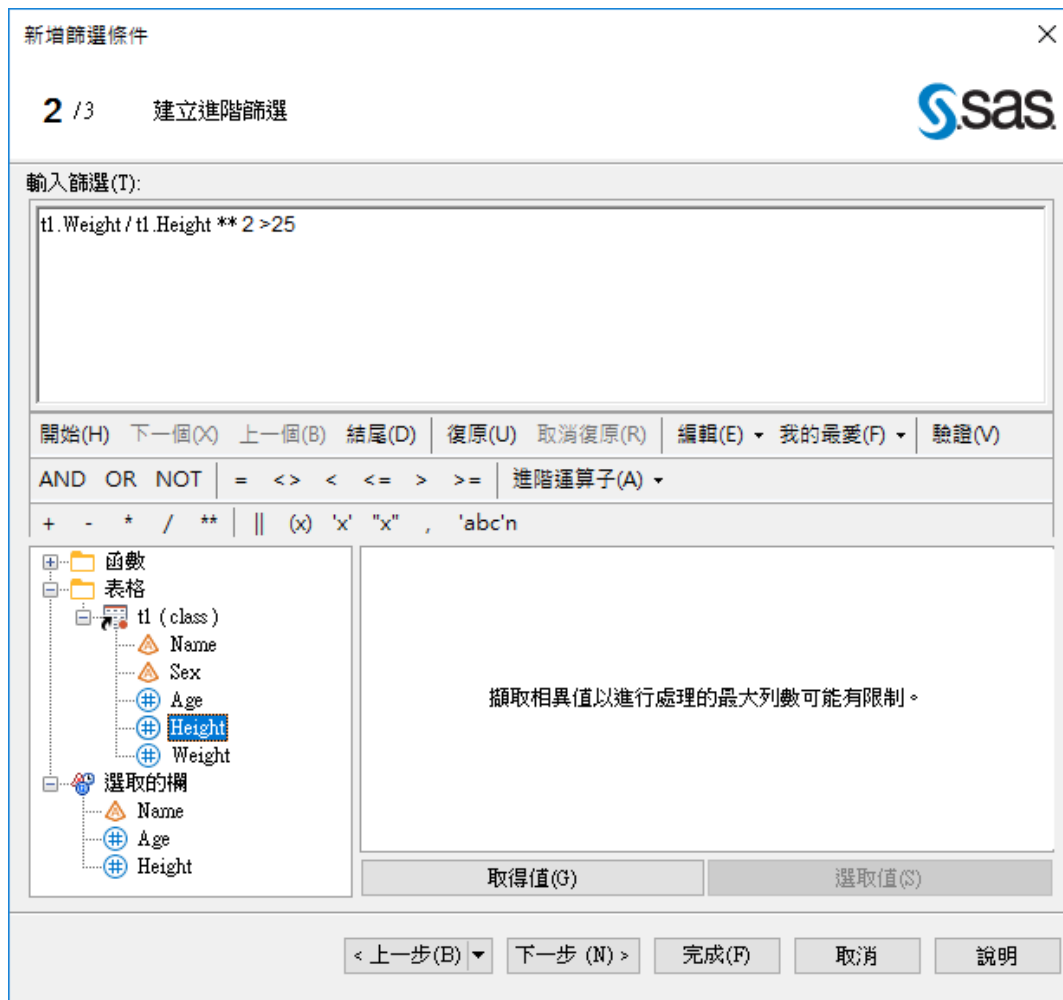 新增篩選條件
2 /3 建立進階篩選
sas
輸入篩選(T):
t1.Weight / t1.Height ** 2 >25
開始(H) 下一個(X) 上一個(B) 結尾(D) 復原(U) 取消復原(R) 編輯(E) 我的最愛(F) 驗證(V)
AND OR NOT = <> < <= > >= 進階運算子(A)
+ - * / ** || (x) 'x' "x" , 'abc'n
函數
表格
t1 (class)
Name
Sex
Age
Height
Weight
選取的欄
Name
Age
Height
擷取相異值以進行處理的最大列數可能有限制。
取得值(G) 選取值(S)
< 上一步(B) 下一步 (N) > 完成(F) 取消 說明